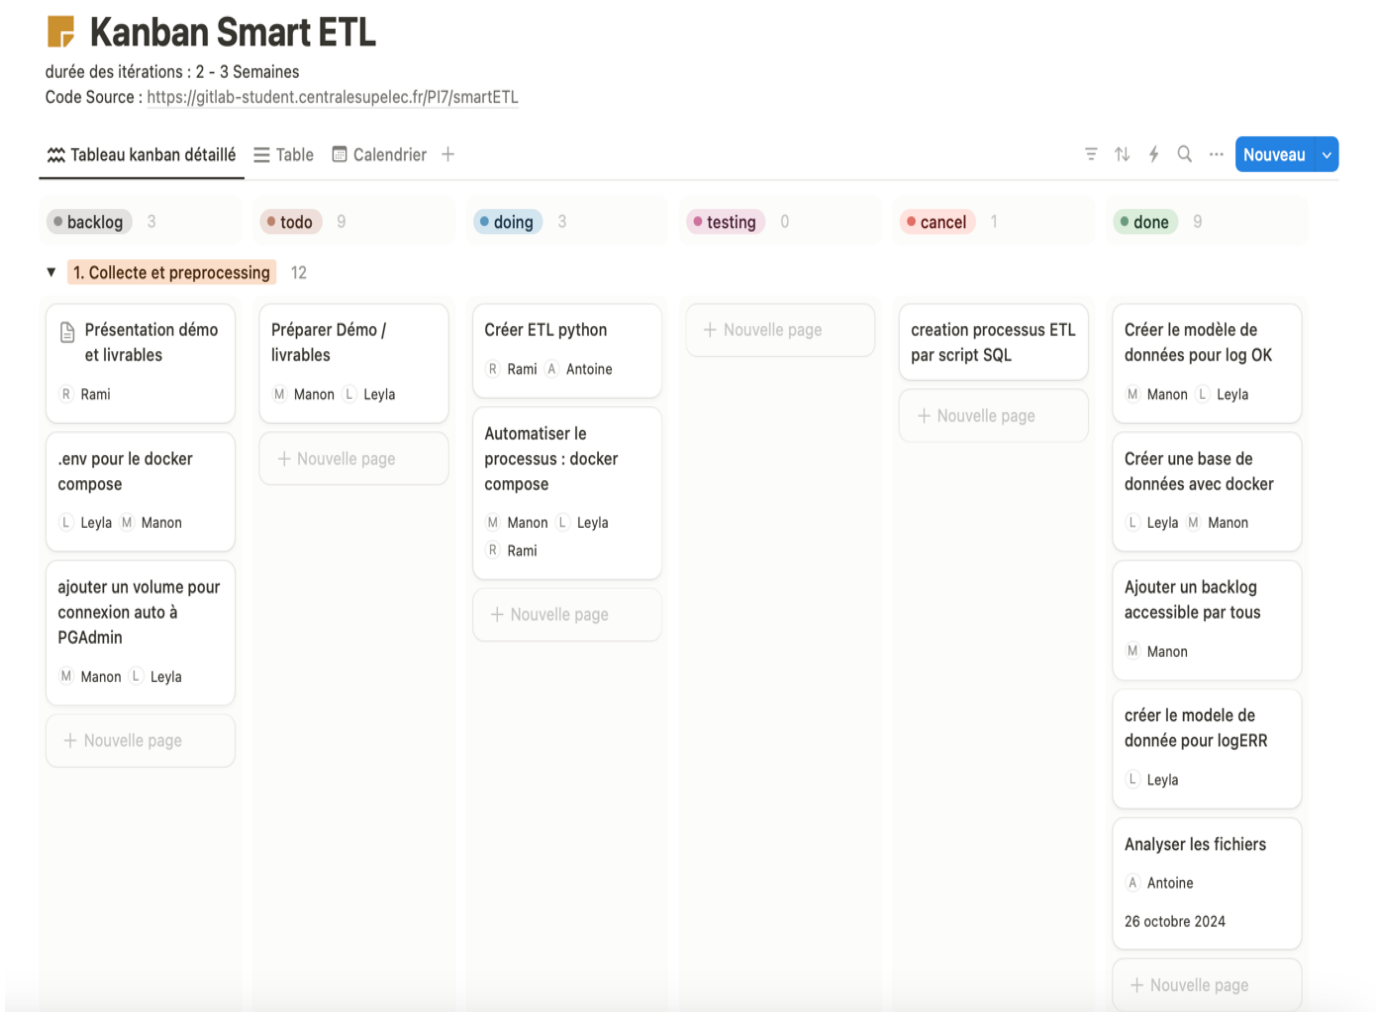 Kanban Smart ETL
durée des itérations : 2 - 3 Semaines
Code Source : https://gitlab-student.centralesupelec.fr/PI7/smartETL
Tableau kanban détaillé Table Calendrier +
Nouveau
backlog 3 todo 9 doing 3 testing 0 cancel 1 done 9
1. Collecte et preprocessing 12
Présentation démo
et livrables
R Rami
.env pour le docker
compose
L Leyla M Manon
ajouter un volume pour
connexion auto à
PGAdmin
M Manon L Leyla
+ Nouvelle page
Préparer Démo /
livrables
M Manon L Leyla
+ Nouvelle page
Créer ETL python
R Rami A Antoine
Automatiser le
processus : docker
compose
M Manon L Leyla
R Rami
+ Nouvelle page
+ Nouvelle page
creation processus ETL
par script SQL
+ Nouvelle page
Créer le modèle de
données pour log OK
M Manon L Leyla
Créer une base de
données avec docker
L Leyla M Manon
Ajouter un backlog
accessible par tous
M Manon
créer le modele de
donnée pour logERR
L Leyla
Analyser les fichiers
A Antoine
26 octobre 2024
+ Nouvelle page